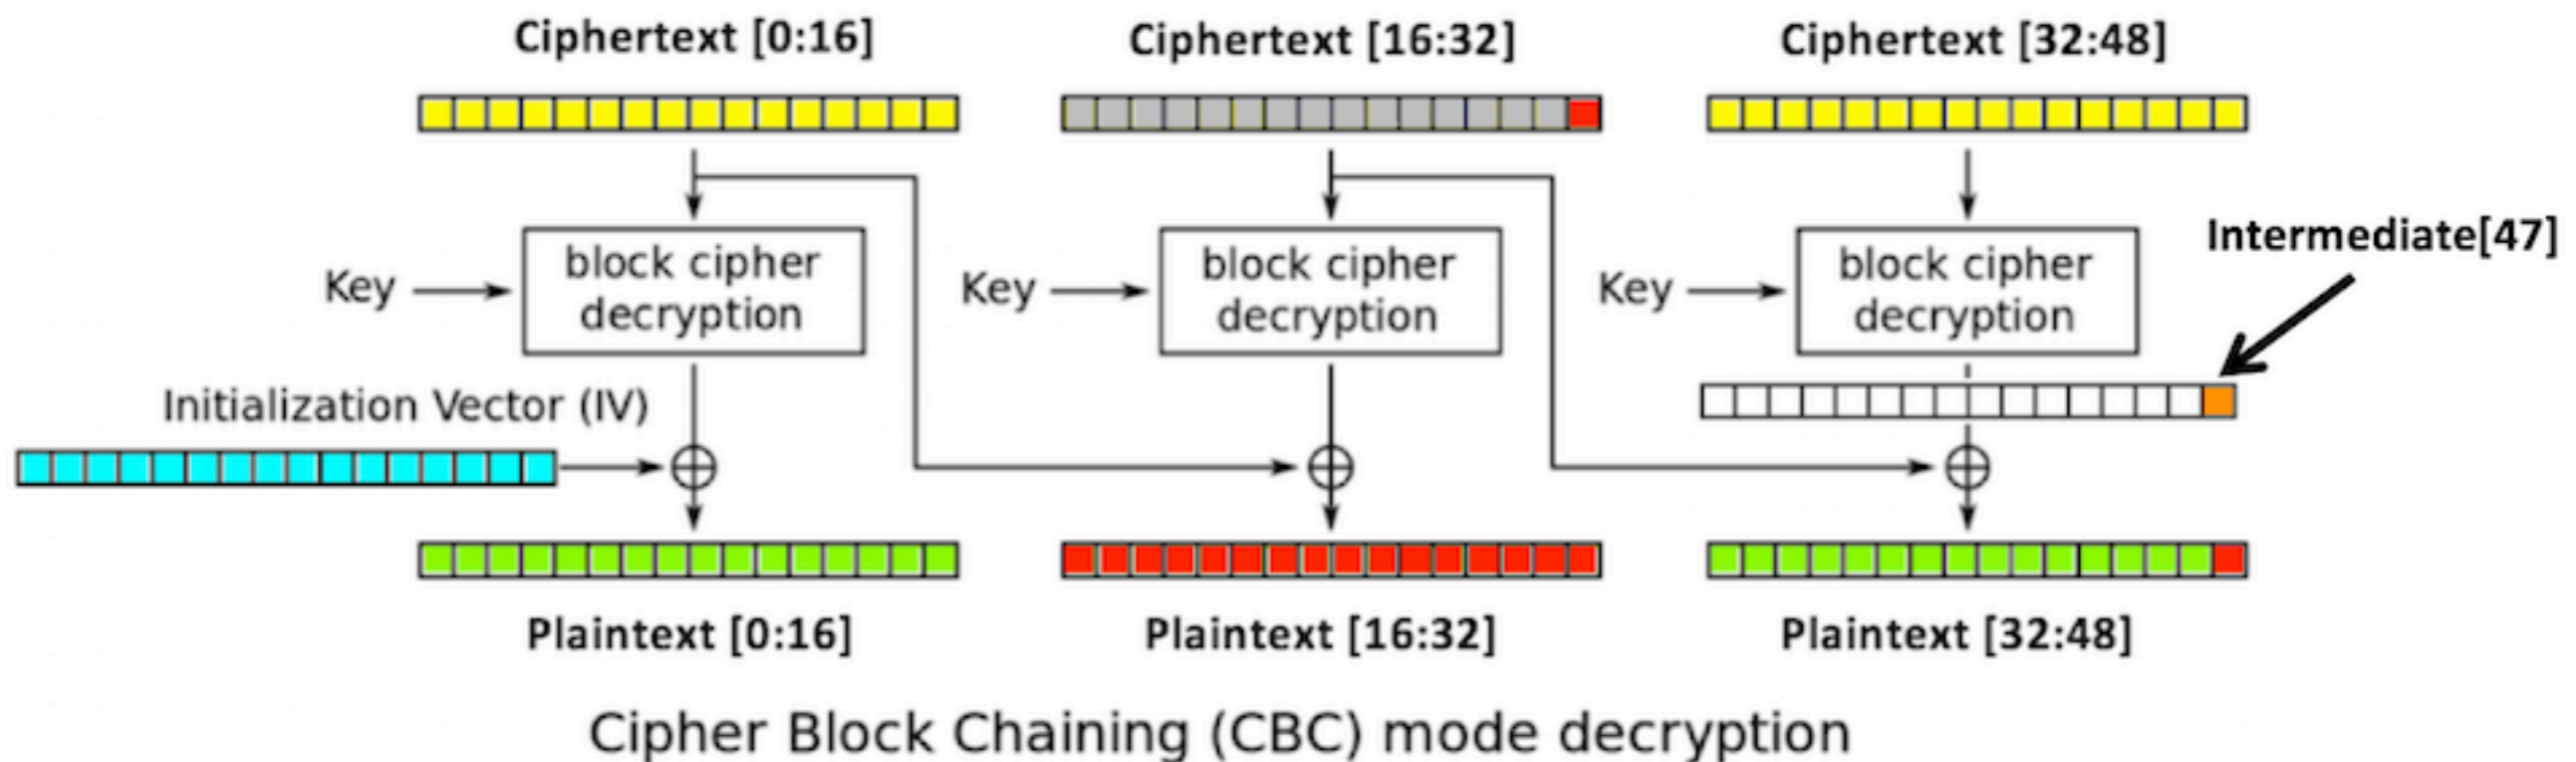 Ciphertext [0:16]
Ciphertext [16:32]
Ciphertext [32:48]
Key
block cipher
decryption
Key
block cipher
decryption
Key
block cipher
decryption
Intermediate[47]
Initialization Vector (IV)
Plaintext [0:16]
Plaintext [16:32]
Plaintext [32:48]
Cipher Block Chaining (CBC) mode decryption